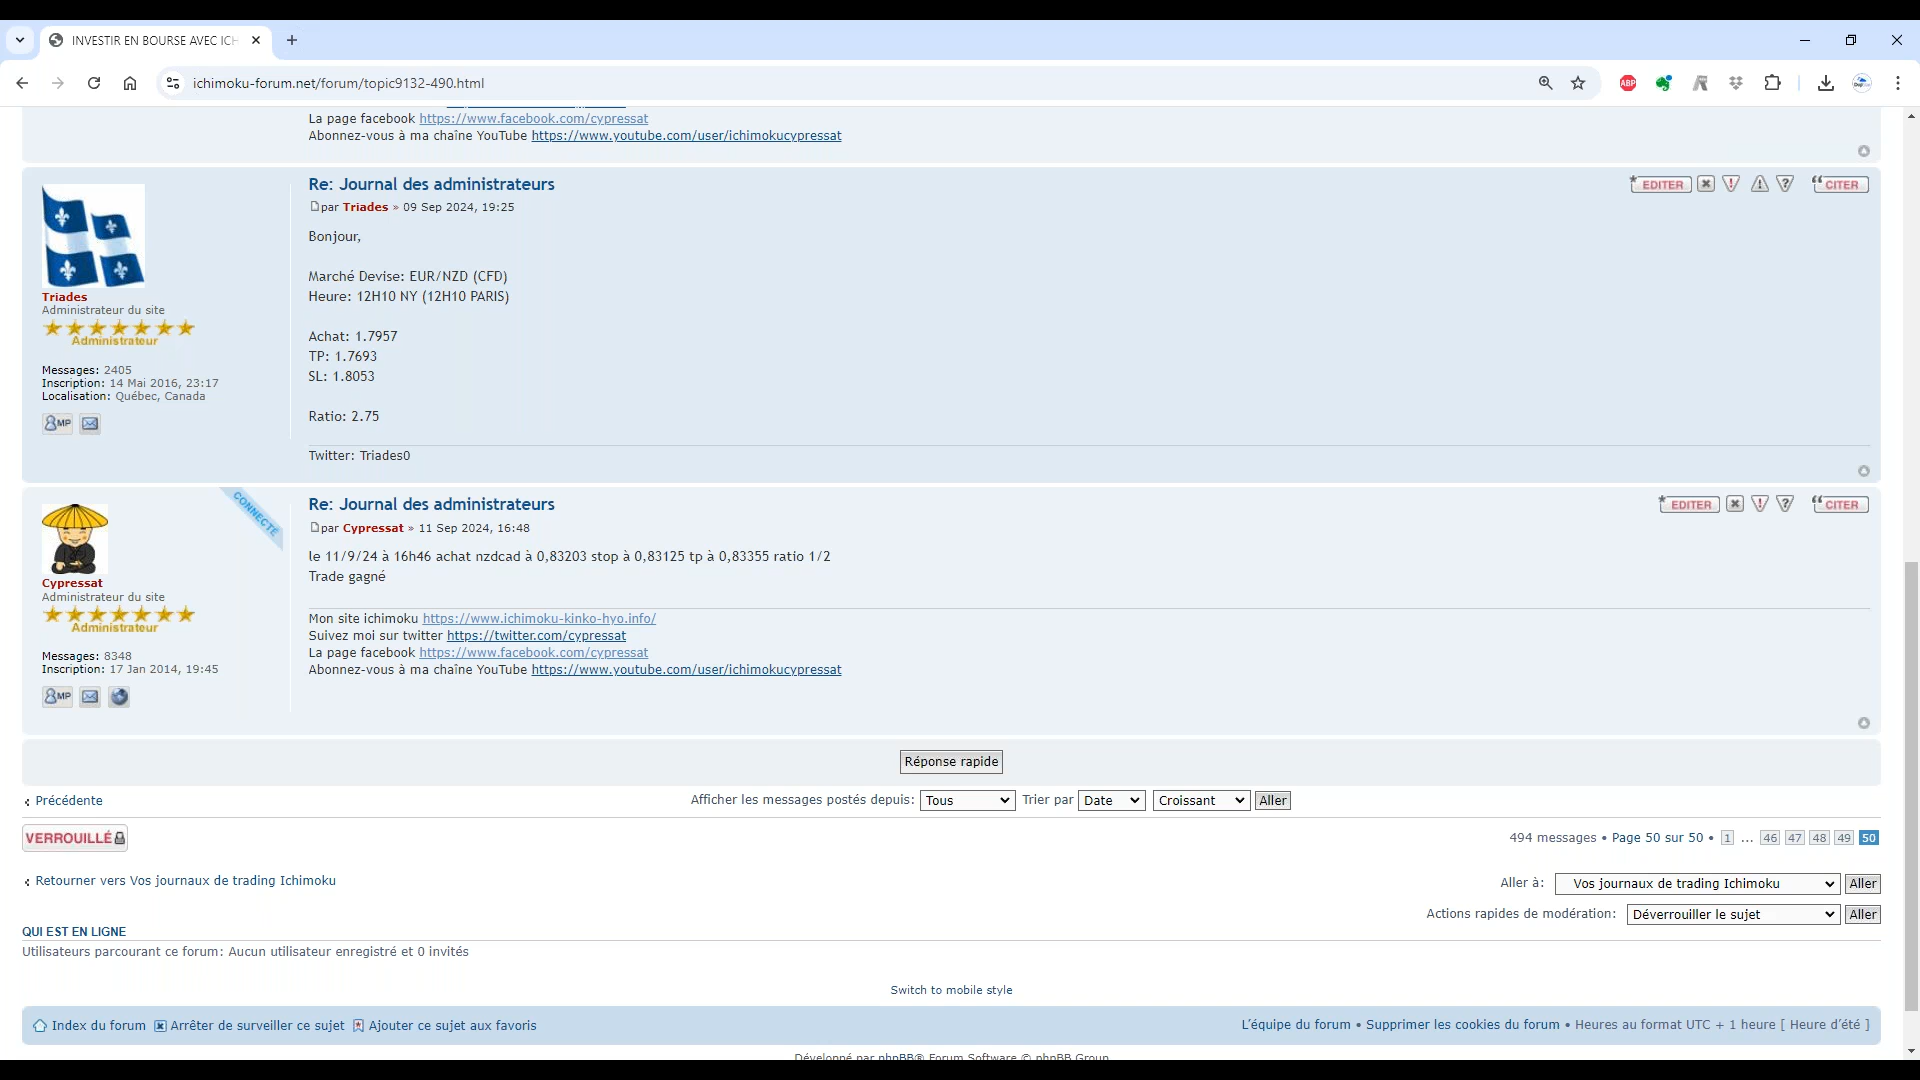 INVESTIR EN BOURSE AVEC ICH
ichimoku-forum.net/forum/topic9132-490.html
ABP
La page facebook https://www.facebook.com/cypressat
Abonnez-vous à ma chaîne YouTube https://www.youtube.com/user/ichimokucypressat
Re: Journal des administrateurs
EDITER
CITER
par Triades » 09 Sep 2024, 19:25
Bonjour,
Marché Devise: EUR/NZD (CFD)
Heure: 12H10 NY (12H10 PARIS)
Achat: 1.7957
TP: 1.7693
SL: 1.8053
Ratio: 2.75
Twitter: Triades0
Triades
Administrateur du site
Administrateur
Messages: 2405
Inscription: 14 Mai 2016, 23:17
Localisation: Québec, Canada
MP
CONNECTÉ
Re: Journal des administrateurs
EDITER
CITER
par Cypressat » 11 Sep 2024, 16:48
le 11/9/24 à 16h46 achat nzdcad à 0,83203 stop à 0,83125 tp à 0,83355 ratio 1/2
Trade gagné
Mon site ichimoku https://www.ichimoku-kinko-hyo.info/
Suivez moi sur twitter https://twitter.com/cypressat
La page facebook https://www.facebook.com/cypressat
Abonnez-vous à ma chaîne YouTube https://www.youtube.com/user/ichimokucypressat
Cypressat
Administrateur du site
Administrateur
Messages: 8348
Inscription: 17 Jan 2014, 19:45
MP
Réponse rapide
Précédente
Afficher les messages postés depuis: Tous Trier par Date Croissant Aller
VERROUILLÉ
494 messages • Page 50 sur 50 • 1 ... 46 47 48 49 50
Retourner vers Vos journaux de trading Ichimoku
Aller à: Vos journaux de trading Ichimoku Aller
Actions rapides de modération: Déverrouiller le sujet Aller
QUI EST EN LIGNE
Utilisateurs parcourant ce forum: Aucun utilisateur enregistré et 0 invités
Switch to mobile style
Index du forum Arrêter de surveiller ce sujet Ajouter ce sujet aux favoris
L'équipe du forum • Supprimer les cookies du forum • Heures au format UTC + 1 heure [ Heure d'été ]
Développé par phpBB® Forum Software © phpBB Group